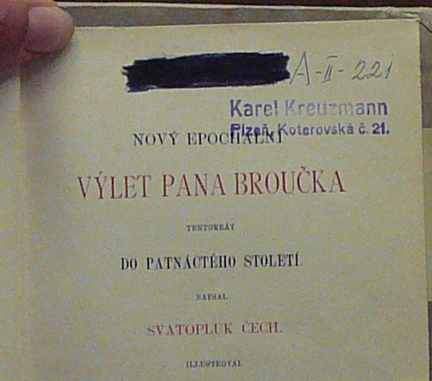 A-II-221
Karel Kreuzmann
Plzeň, Koterovská č. 21.
NOVÝ EPOCHÁLNÍ
VÝLET PANA BROUČKA
TENTOKRÁT
DO PATNÁCTÉHO STOLETÍ.
NAPSAL
SVATOPLUK ČECH.
ILLUSTROVAL